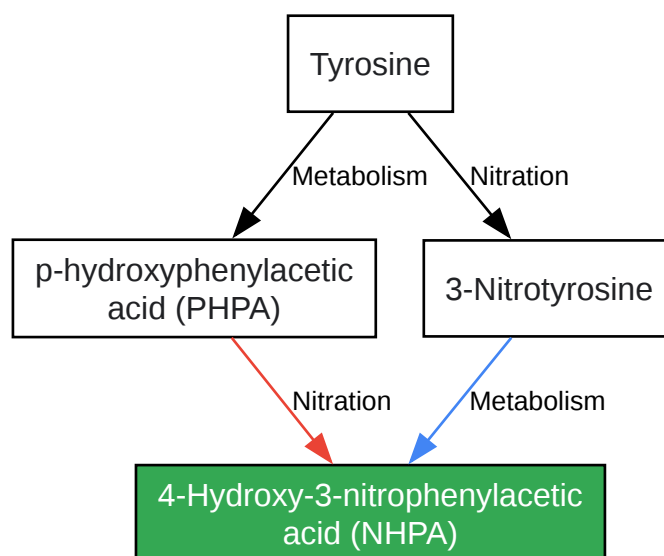 Tyrosine
Metabolism
Nitration
p-hydroxyphenylacetic
acid (PHPA)
3-Nitrotyrosine
Nitration
Metabolism
4-Hydroxy-3-nitrophenylacetic
acid (NHPA)